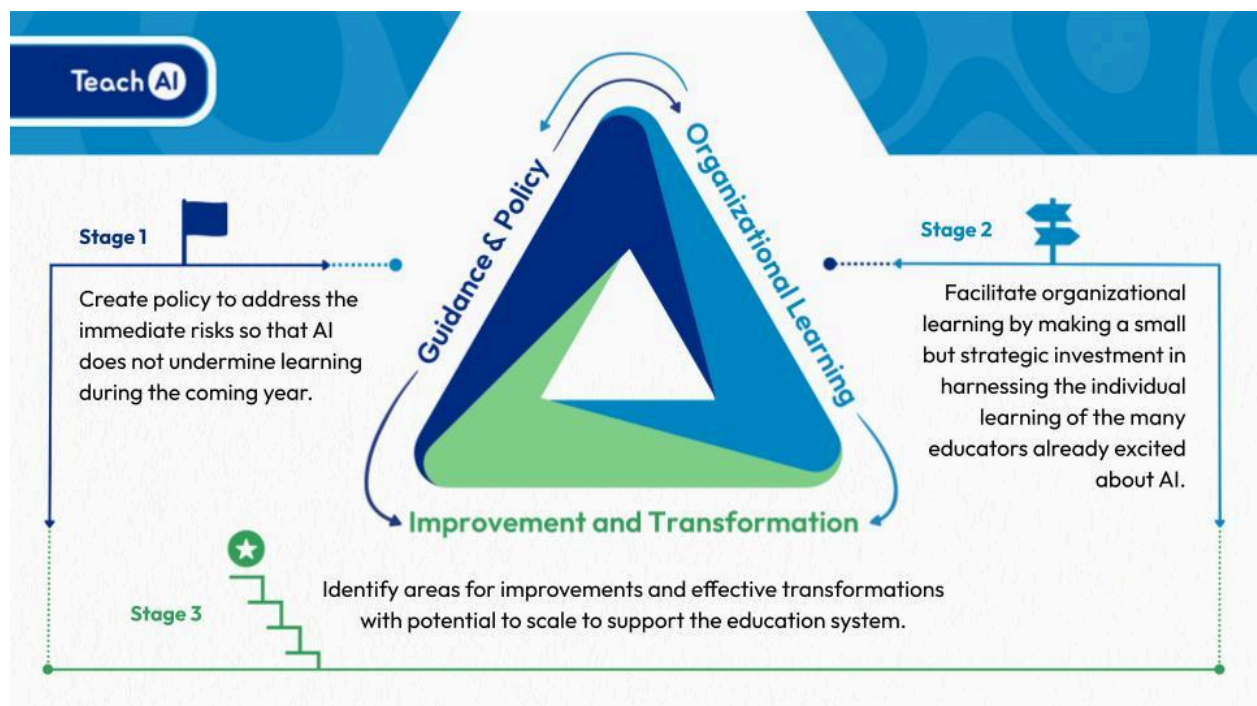 Teach AI
Guidance & Policy
Organizational Learning
Stage 1
Create policy to address the
immediate risks so that AI
does not undermine learning
during the coming year.
Stage 2
Facilitate organizational
learning by making a small
but strategic investment in
harnessing the individual
learning of the many
educators already excited
about AI.
Improvement and Transformation
Stage 3
Identify areas for improvements and effective transformations
with potential to scale to support the education system.